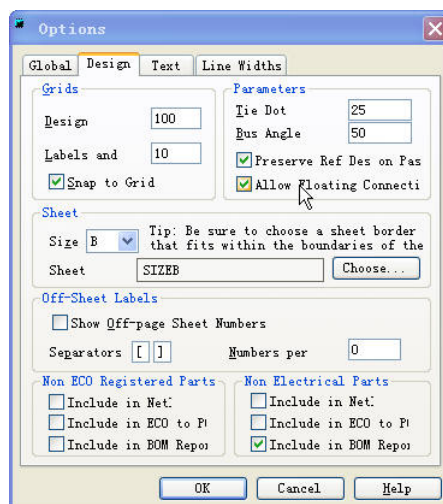 Options
Global Design Text Line Widths
Grids
Design 100
Labels and 10
Snap to Grid
Parameters
Tie Dot 25
Bus Angle 50
Preserve Ref Des on Pas
Allow Floating Connecti
Sheet
Size B
Tip: Be sure to choose a sheet border
that fits within the boundaries of the
Sheet SIZEB Choose...
Off-Sheet Labels
Show Off-page Sheet Numbers
Separators [ ] Numbers per 0
Non ECO Registered Parts
Include in Net
Include in ECO to P
Include in BOM Repor
Non Electrical Parts
Include in Net
Include in ECO to P
Include in BOM Repor
OK Cancel Help